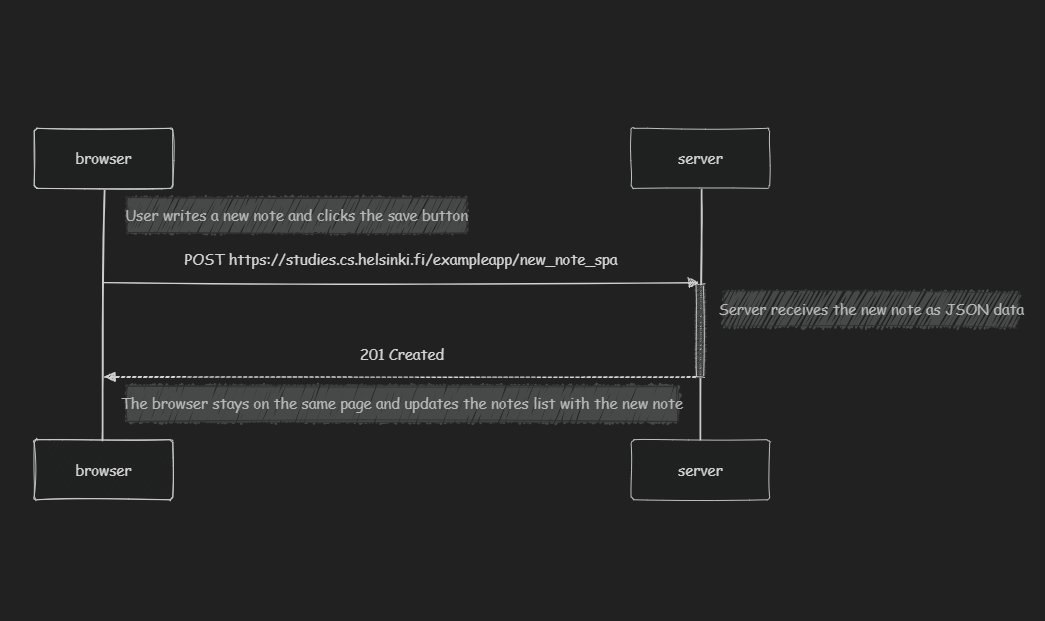 browser
server
User writes a new note and clicks the save button
POST https://studies.cs.helsinki.fi/exampleapp/new_note_spa
Server receives the new note as JSON data
201 Created
The browser stays on the same page and updates the notes list with the new note
browser
server